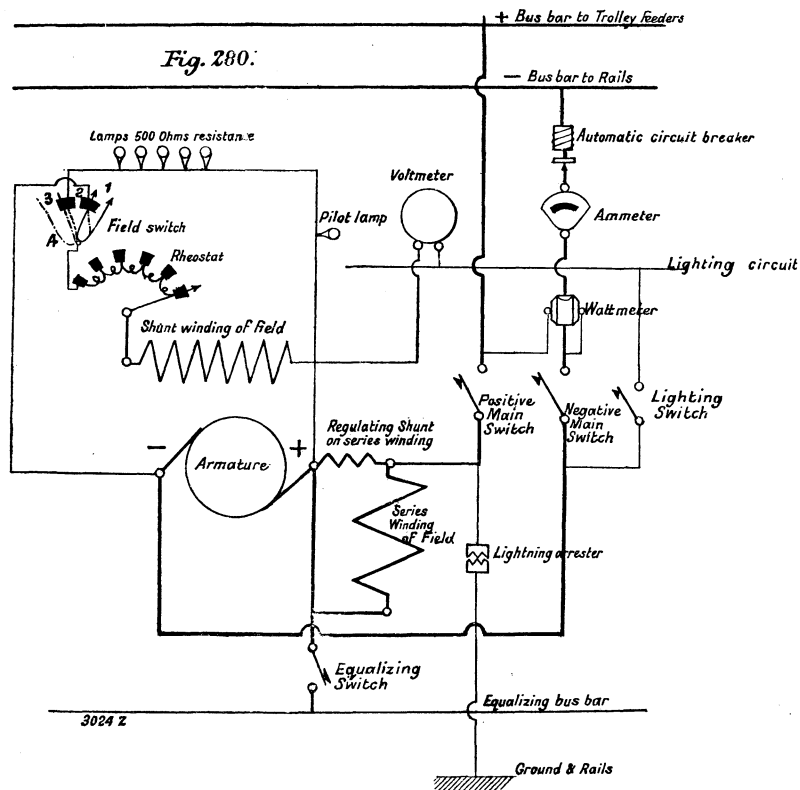 + Bus bar to Trolley Feeders
Fig. 280.
− Bus bar to Rails
Lamps 500 Ohms resistance
Automatic circuit breaker
Voltmeter
1
2
3
4
Ammeter
Pilot lamp
Field switch
Rheostat
Lighting circuit
Wattmeter
Shunt winding of Field
Positive
Main
Switch
Negative
Main
Switch
Lighting
Switch
Regulating Shunt
on series winding
− Armature +
Series
Winding
of Field
Lightning arrester
Equalizing
Switch
Equalizing bus bar
3024 Z
Ground & Rails